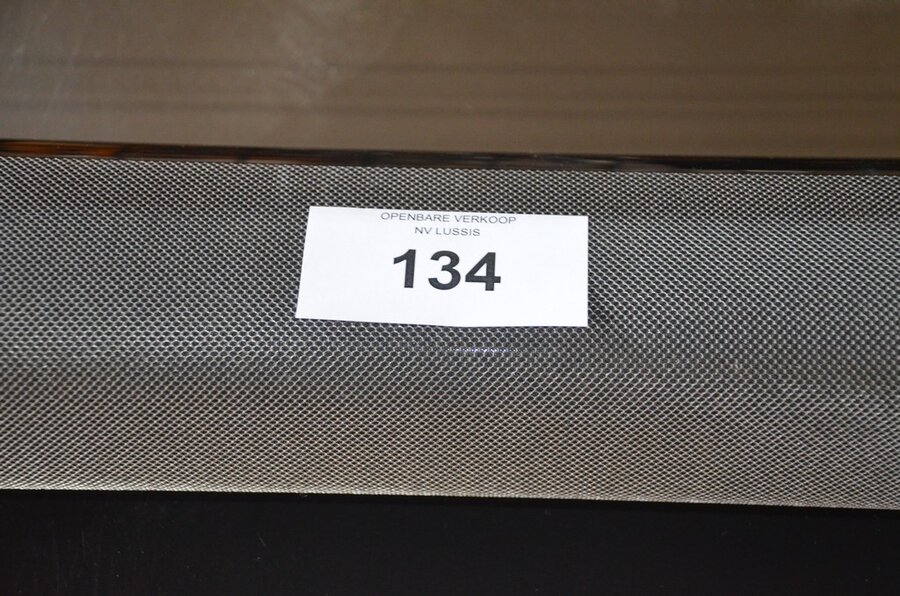 OPENBARE VERKOOP
NV LUSSIS
134